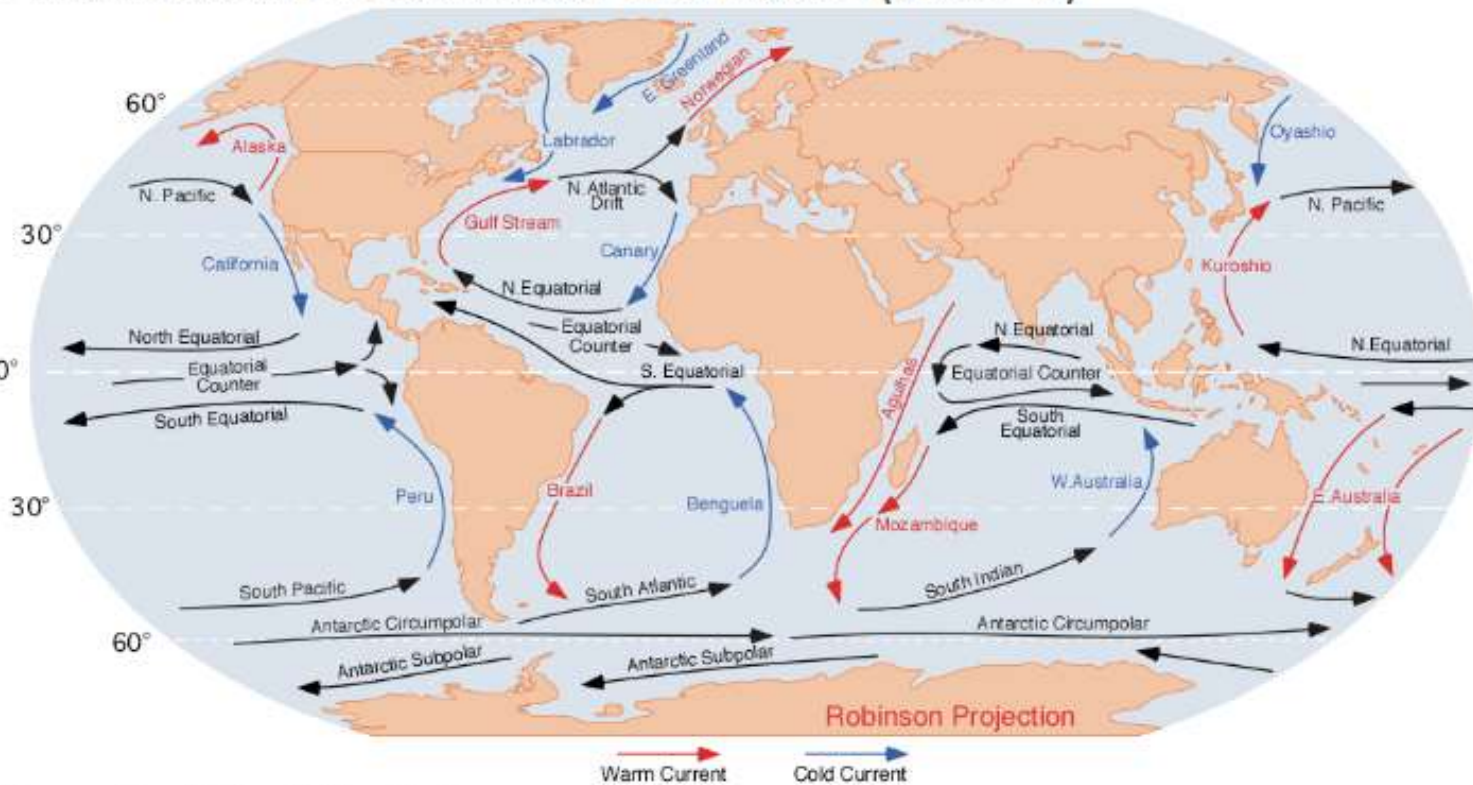 60°
30°
0°
30°
60°
Alaska
N. Pacific
California
North Equatorial
Equatorial
Counter
South Equatorial
Peru
South Pacific
Antarctic Circumpolar
Antarctic Subpolar
E. Greenland
Norwegian
Labrador
N. Atlantic
Drift
Gulf Stream
Canary
N.Equatorial
Equatorial
Counter
S. Equatorial
Brazil
Benguela
South Atlantic
Antarctic Subpolar
Agulhas
Mozambique
N.Equatorial
Equatorial Counter
South
Equatorial
W.Australia
South Indian
Antarctic Circumpolar
Oyashio
N. Pacific
Kuroshio
N.Equatorial
E.Australia
Robinson Projection
Warm Current
Cold Current